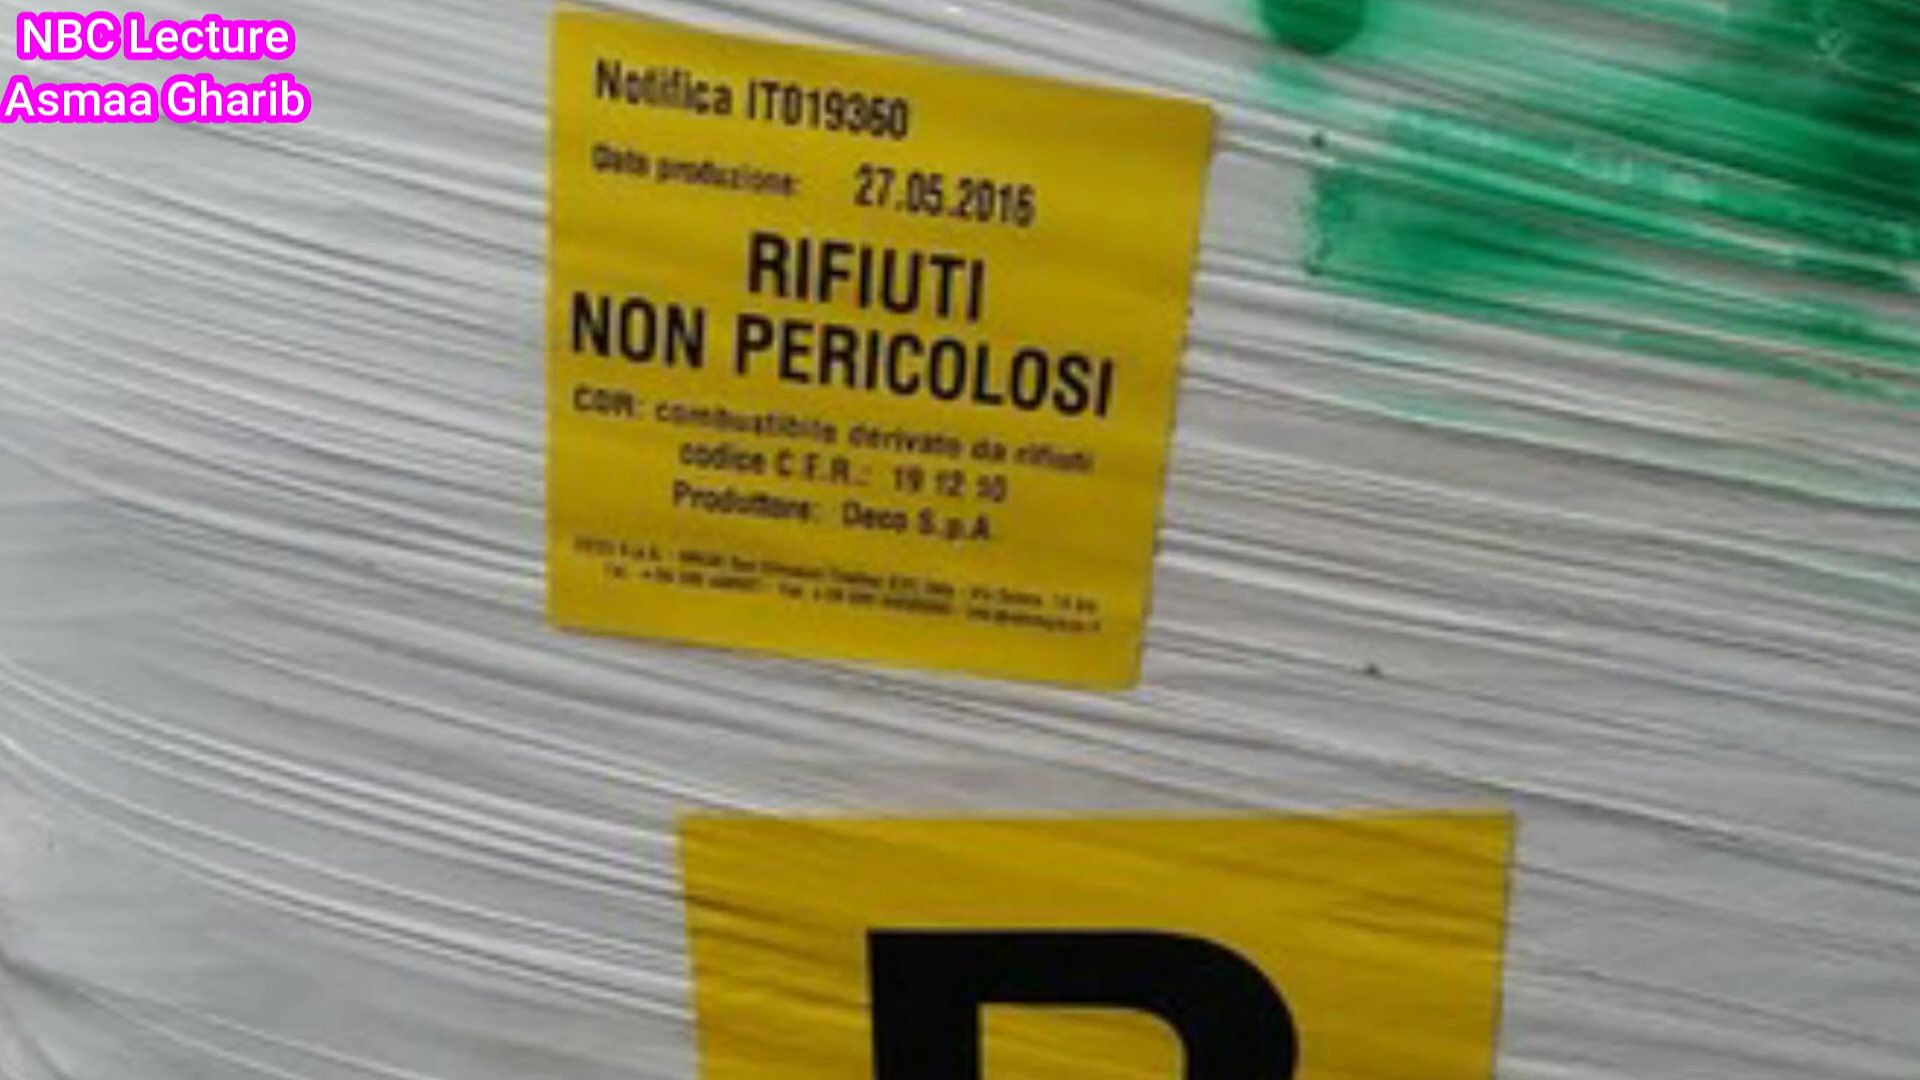 NBC Lecture
Asmaa Gharib
Notifica IT019360
Data produzione: 27.05.2016
RIFIUTI
NON PERICOLOSI
CDR: combustibile derivato da rifiuti
codice C.E.R.: 19 12 10
Produttore: Deco S.p.A.